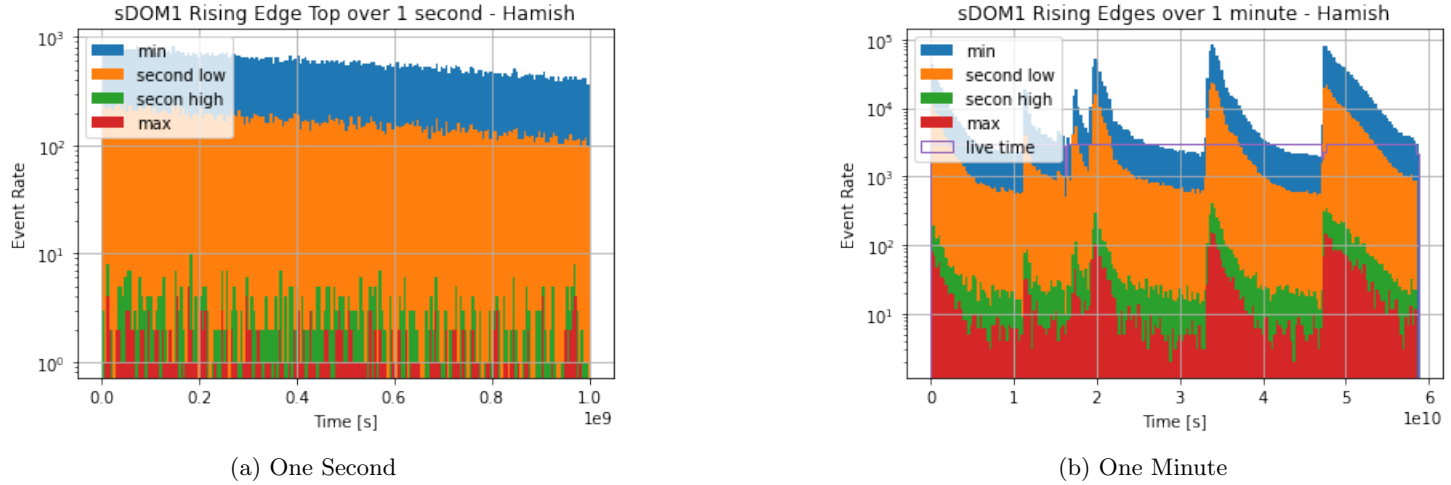 sDOM1 Rising Edge Top over 1 second - Hamish
10³
10²
10¹
10⁰
Event Rate
min
second low
secon high
max
0.0 0.2 0.4 0.6 0.8 1.0
1e9
Time [s]
(a) One Second
sDOM1 Rising Edges over 1 minute - Hamish
10⁵
10⁴
10³
10²
10¹
Event Rate
min
second low
secon high
max
live time
0 1 2 3 4 5 6
1e10
Time [s]
(b) One Minute